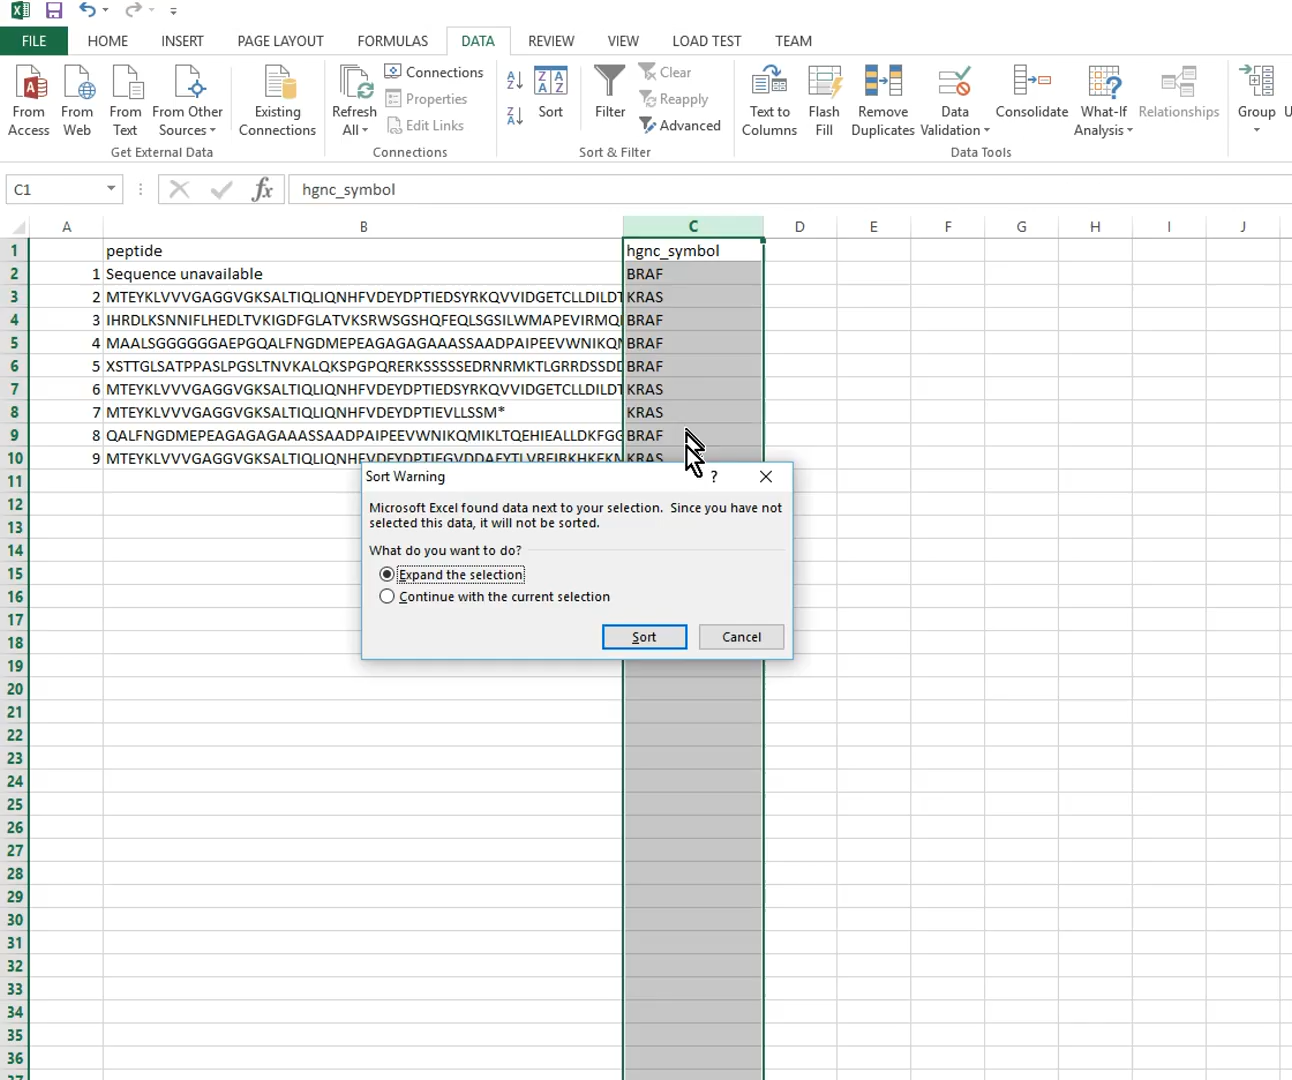 FILE HOME INSERT PAGE LAYOUT FORMULAS DATA REVIEW VIEW LOAD TEST TEAM
From Access
From Web
From Text
From Other Sources
Existing Connections
Get External Data
Refresh All
Connections
Properties
Edit Links
Connections
Sort
Filter
Clear
Reapply
Advanced
Sort & Filter
Text to Columns
Flash Fill
Remove Duplicates
Data Validation
Consolidate
What-If Analysis
Relationships
Data Tools
Group
U
C1 fx hgnc_symbol
A B C D E F G H I J
1 peptide hgnc_symbol
2 1 Sequence unavailable BRAF
3 2 MTEYKLVVVGAGGVGKSALTIQLIQNHFVDEYDPTIEDSYRKQVVIDGETCLLDILDT KRAS
4 3 IHRDLKSNNIFLHEDLTVKIGDFGLATVKSRWSGSHQFEQLSGSILWMAPEVIRMQ BRAF
5 4 MAALSGGGGGGAEPGQALFNGDMEPEAGAGAGAAASSAADPAIPEEVWNIKQM BRAF
6 5 XSTTGLSATPPASLPGSLTNVKALQKSPGPQRERKSSSSSEDRNRMKTLGRRDSSDD BRAF
7 6 MTEYKLVVVGAGGVGKSALTIQLIQNHFVDEYDPTIEDSYRKQVVIDGETCLLDILDT KRAS
8 7 MTEYKLVVVGAGGVGKSALTIQLIQNHFVDEYDPTIEVLLSSM* KRAS
9 8 QALFNGDMEPEAGAGAGAAASSAADPAIPEEVWNIKQMIKLTQEHIEALLDKFGG BRAF
10 9 MTEYKLVVVGAGGVGKSALTIQLIQNHFVDEYDPTIEGVDDAFYTLVREIRKHKEKM KRAS
Sort Warning ?
Microsoft Excel found data next to your selection. Since you have not
selected this data, it will not be sorted.
What do you want to do?
Expand the selection
Continue with the current selection
Sort Cancel
11
12
13
14
15
16
17
18
19
20
21
22
23
24
25
26
27
28
29
30
31
32
33
34
35
36
37